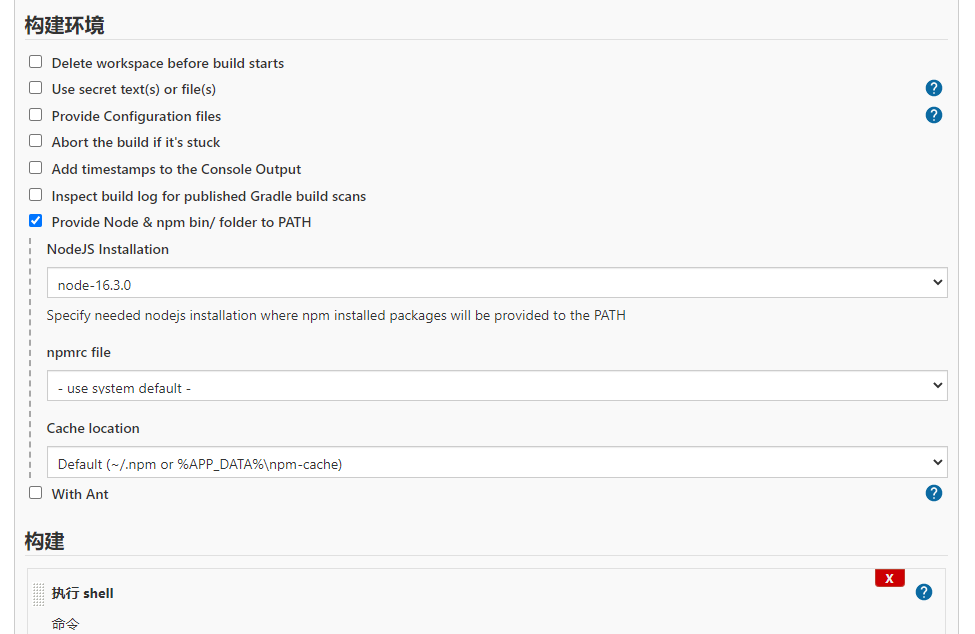 构建环境
Delete workspace before build starts
Use secret text(s) or file(s)
?
Provide Configuration files
?
Abort the build if it's stuck
Add timestamps to the Console Output
Inspect build log for published Gradle build scans
Provide Node & npm bin/ folder to PATH
NodeJS Installation
node-16.3.0
Specify needed nodejs installation where npm installed packages will be provided to the PATH
npmrc file
- use system default -
Cache location
Default (~/.npm or %APP_DATA%\npm-cache)
With Ant
?
构建
X
执行 shell
?
命令